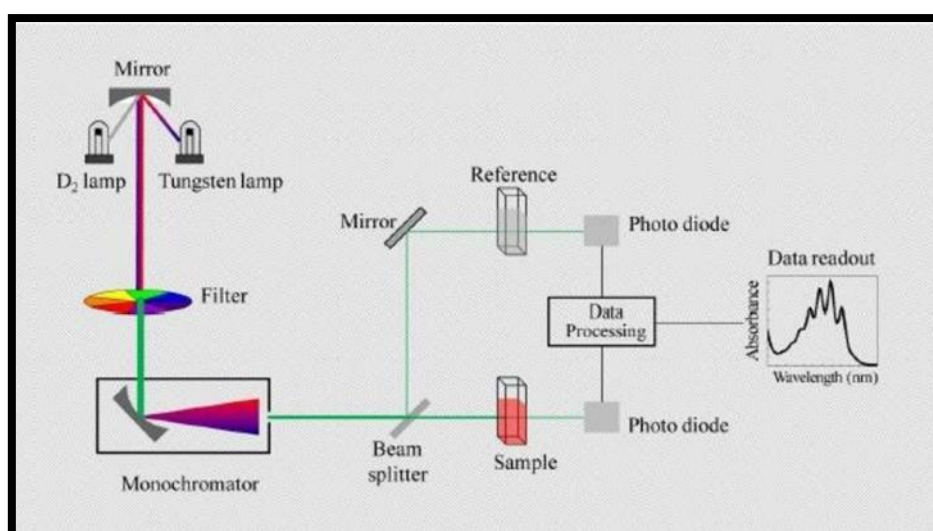 Mirror
D₂ lamp
Tungsten lamp
Filter
Monochromator
Beam
splitter
Mirror
Reference
Sample
Photo diode
Data
Processing
Photo diode
Data readout
Absorbance
Wavelength (nm)